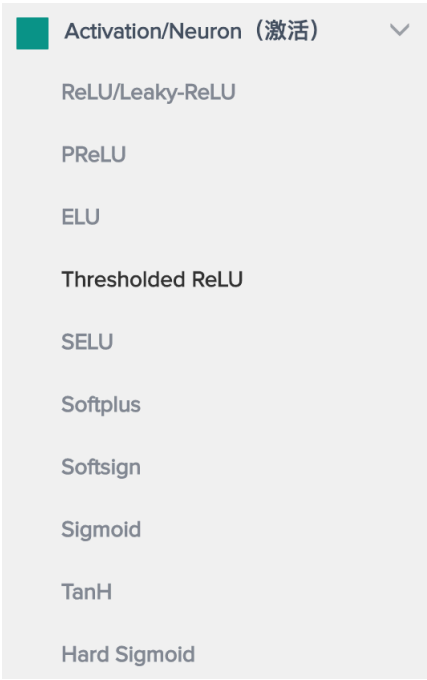 Activation/Neuron（激活）
ReLU/Leaky-ReLU
PReLU
ELU
Thresholded ReLU
SELU
Softplus
Softsign
Sigmoid
TanH
Hard Sigmoid